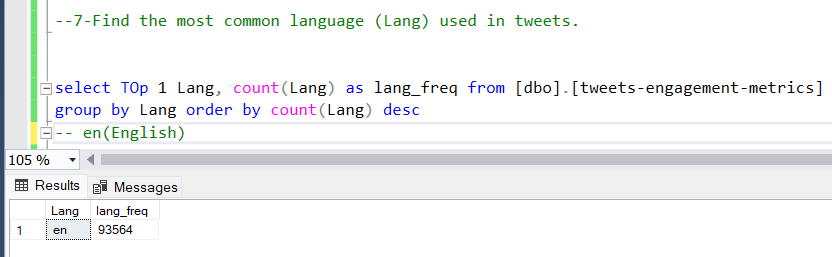 --7-Find the most common language (Lang) used in tweets.
select TOp 1 Lang, count(Lang) as lang_freq from [dbo].[tweets-engagement-metrics]
group by Lang order by count(Lang) desc
-- en(English)
105 %
Results Messages
Lang lang_freq
1 en 93564